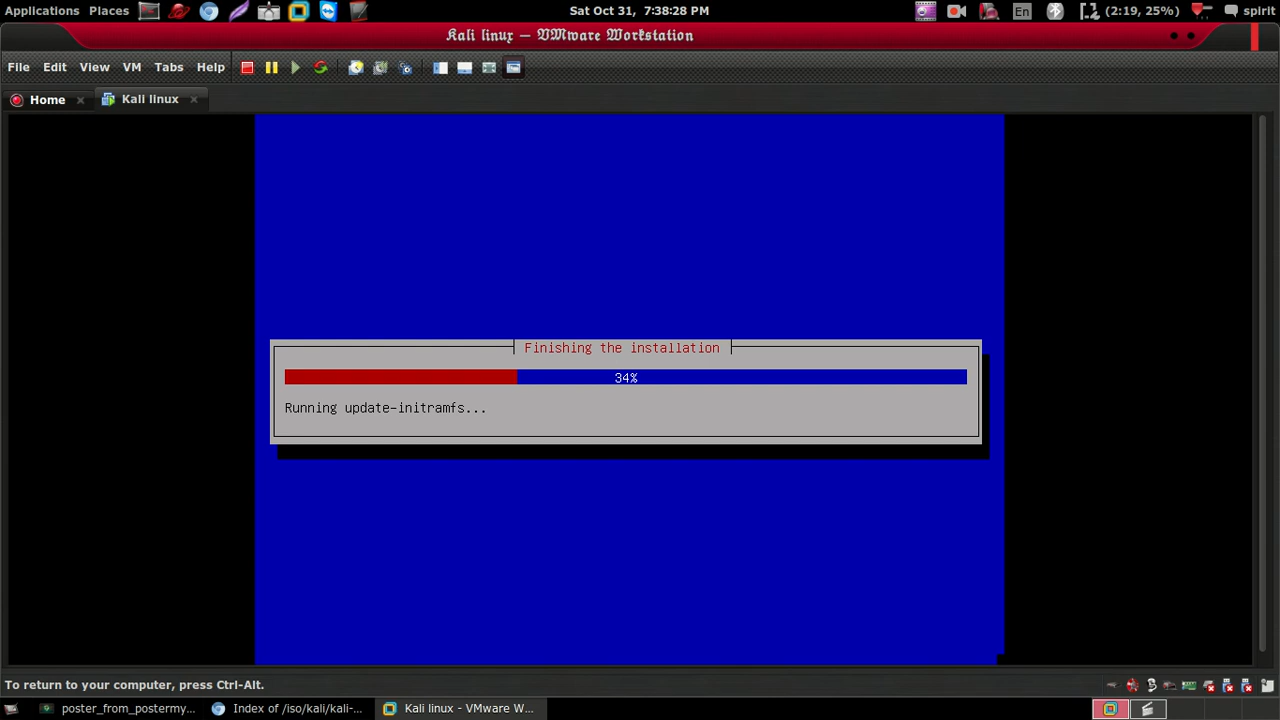 Applications Places Sat Oct 31, 7:38:28 PM En (2:19, 25%) spirit
Kali linux — VMware Workstation
File Edit View VM Tabs Help
Home × Kali linux ×
Finishing the installation
34%
Running update-initramfs...
To return to your computer, press Ctrl-Alt.
poster_from_postermy... Index of /iso/kali/kali-... Kali linux - VMware W...